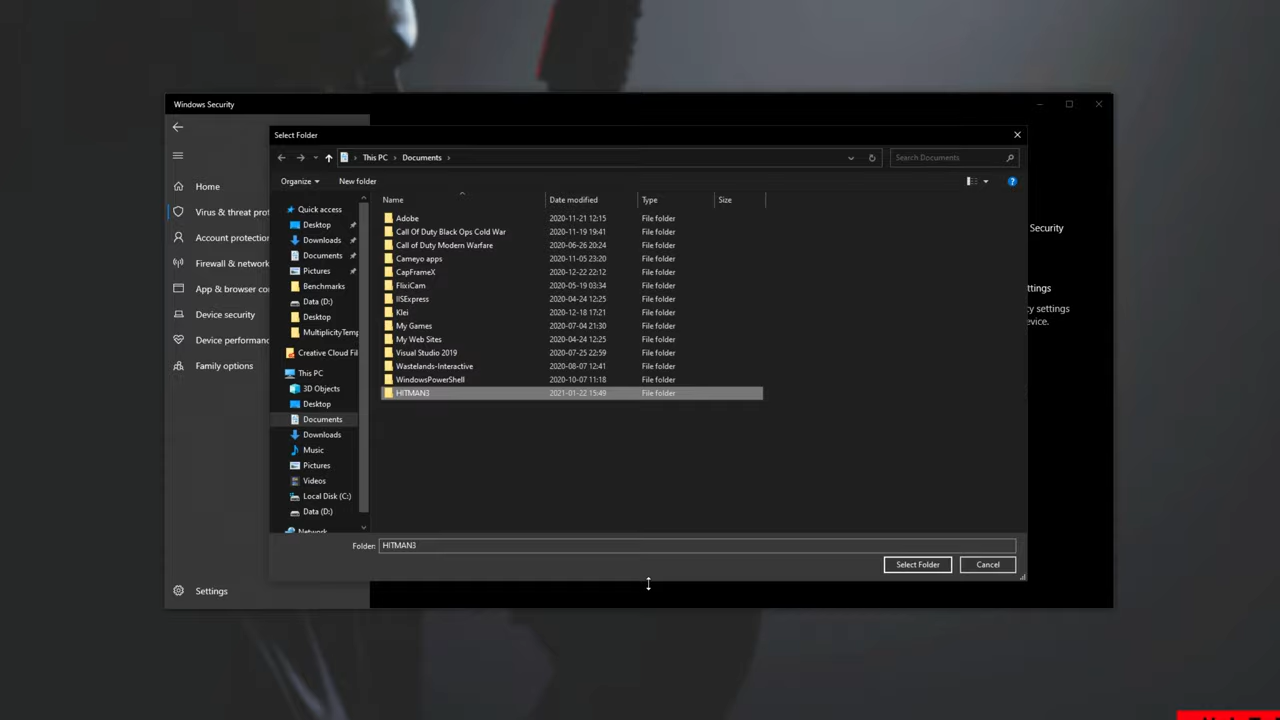 Windows Security
Select Folder
This PC > Documents >
Search Documents
Organize
New folder
Home
Virus & threat pro
Account protectio
Firewall & network
App & browser co
Device security
Device performan
Family options
Settings
Quick access
Desktop
Downloads
Documents
Pictures
Benchmarks
Data (D:)
Desktop
MultiplicityTemp
Creative Cloud Fil
This PC
3D Objects
Desktop
Documents
Downloads
Music
Pictures
Videos
Local Disk (C:)
Data (D:)
Network
Name Date modified Type Size
Adobe 2020-11-21 12:15 File folder
Call Of Duty Black Ops Cold War 2020-11-19 19:41 File folder
Call of Duty Modern Warfare 2020-06-26 20:24 File folder
Cameyo apps 2020-11-05 23:20 File folder
CapFrameX 2020-12-22 22:12 File folder
FlixiCam 2020-05-19 03:34 File folder
IISExpress 2020-04-24 12:25 File folder
Klei 2020-12-18 17:21 File folder
My Games 2020-07-04 21:30 File folder
My Web Sites 2020-04-24 12:25 File folder
Visual Studio 2019 2020-07-25 22:59 File folder
Wastelands-Interactive 2020-08-07 12:41 File folder
WindowsPowerShell 2020-10-07 11:18 File folder
HITMAN3 2021-01-22 15:49 File folder
Security
ttings
cy settings
evice.
Folder: HITMAN3
Select Folder
Cancel